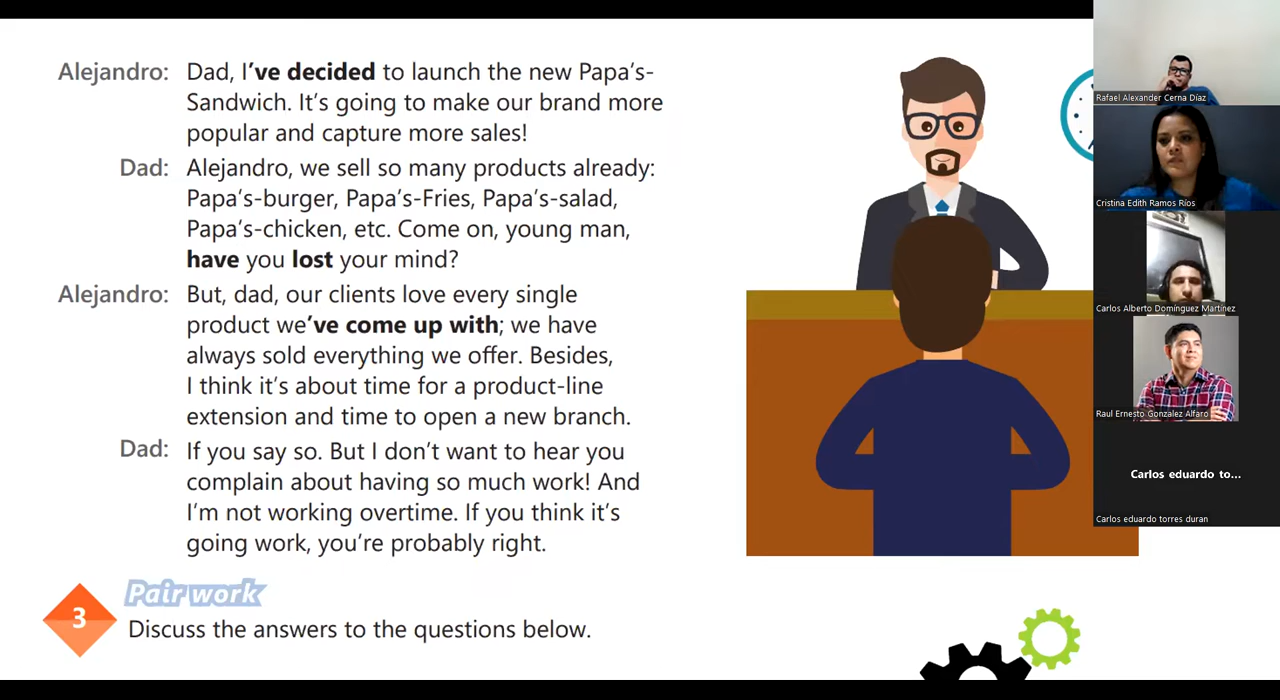 Alejandro: Dad, I've decided to launch the new Papa's-
Sandwich. It's going to make our brand more
popular and capture more sales!
Dad: Alejandro, we sell so many products already:
Papa's-burger, Papa's-Fries, Papa's-salad,
Papa's-chicken, etc. Come on, young man,
have you lost your mind?
Alejandro: But, dad, our clients love every single
product we've come up with; we have
always sold everything we offer. Besides,
I think it's about time for a product-line
extension and time to open a new branch.
Dad: If you say so. But I don't want to hear you
complain about having so much work! And
I'm not working overtime. If you think it's
going work, you're probably right.
3
Pair work
Discuss the answers to the questions below.
Rafael Alexander Cerna Díaz
Cristina Edith Ramos Ríos
Carlos Alberto Domínguez Martínez
Raul Ernesto Gonzalez Alfaro
Carlos eduardo to...
Carlos eduardo torres duran